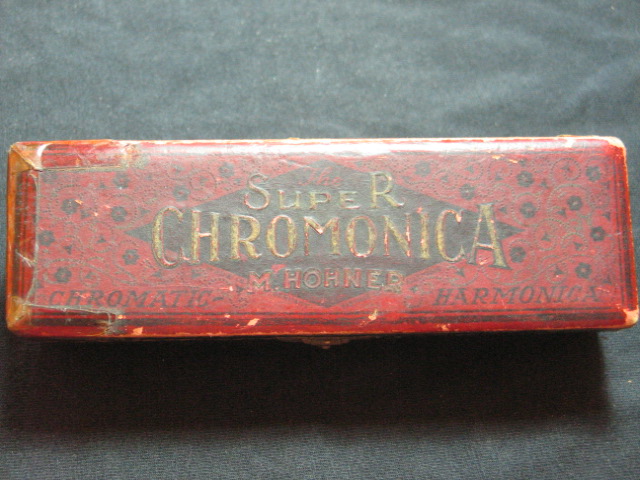 SUPER
CHROMONICA
M. HOHNER
CHROMATIC- HARMONICA